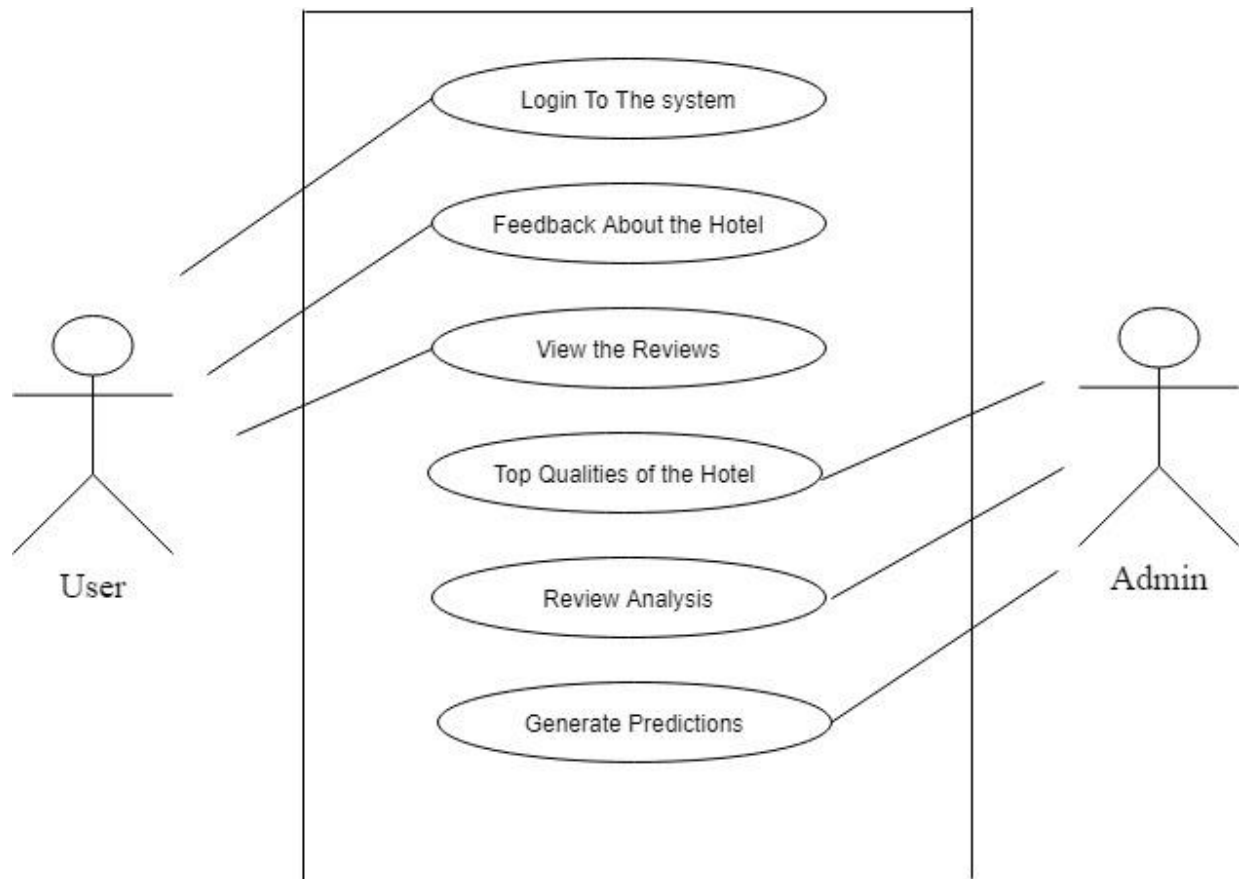 Login To The system
Feedback About the Hotel
View the Reviews
Top Qualities of the Hotel
Review Analysis
Generate Predictions
User
Admin